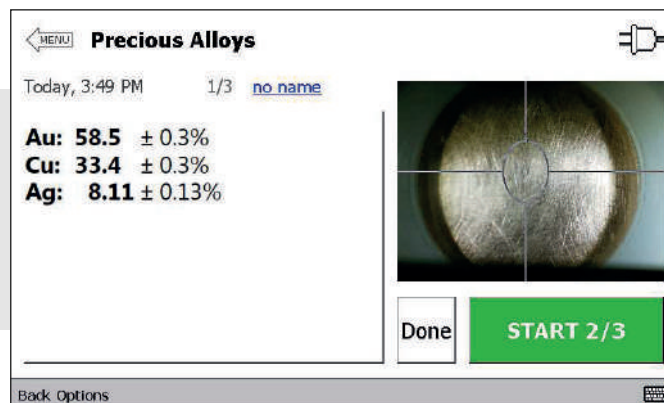 MENU Precious Alloys
Today, 3:49 PM 1/3 no name
Au: 58.5 ± 0.3%
Cu: 33.4 ± 0.3%
Ag: 8.11 ± 0.13%
Done START 2/3
Back Options